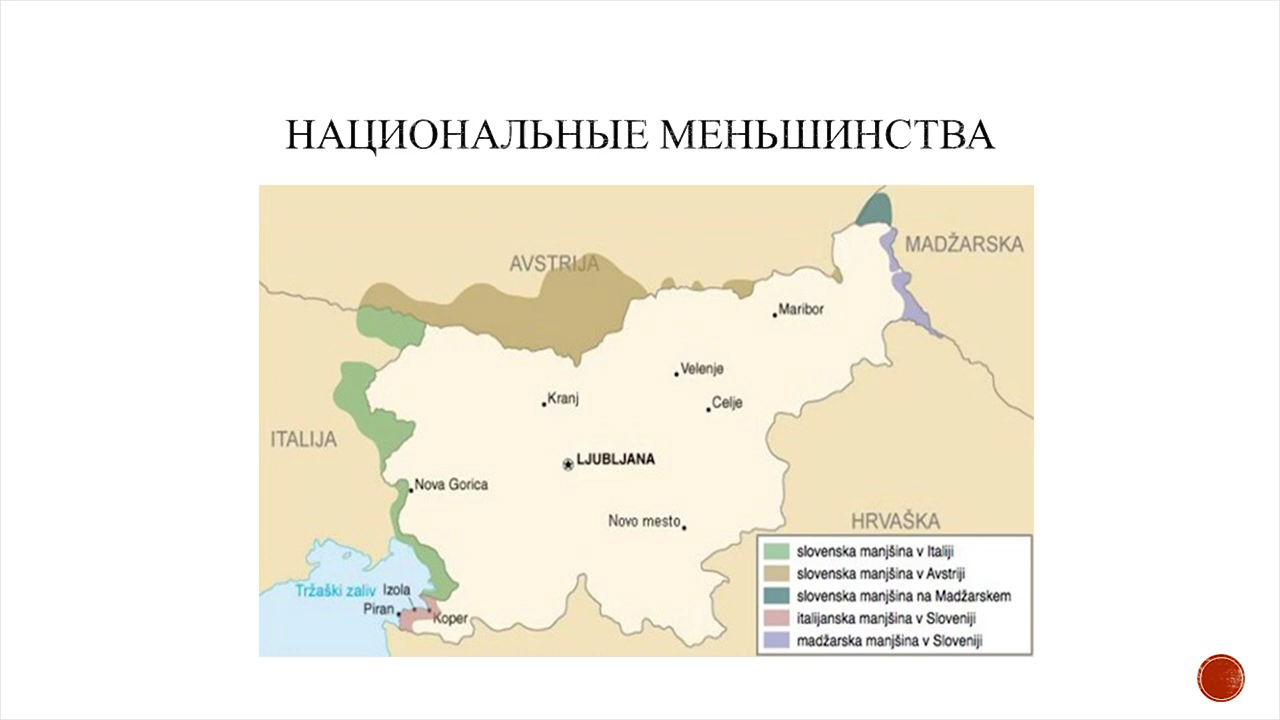 НАЦИОНАЛЬНЫЕ МЕНЬШИНСТВА
MADŽARSKA
AVSTRIJA
Maribor
Velenje
Kranj
Celje
ITALIJA
LJUBLJANA
Nova Gorica
Novo mesto
HRVAŠKA
slovenska manjšina v Italiji
slovenska manjšina v Avstriji
Tržaški zaliv
Izola
slovenska manjšina na Madžarskem
Piran
Koper
italijanska manjšina v Sloveniji
madžarska manjšina v Sloveniji